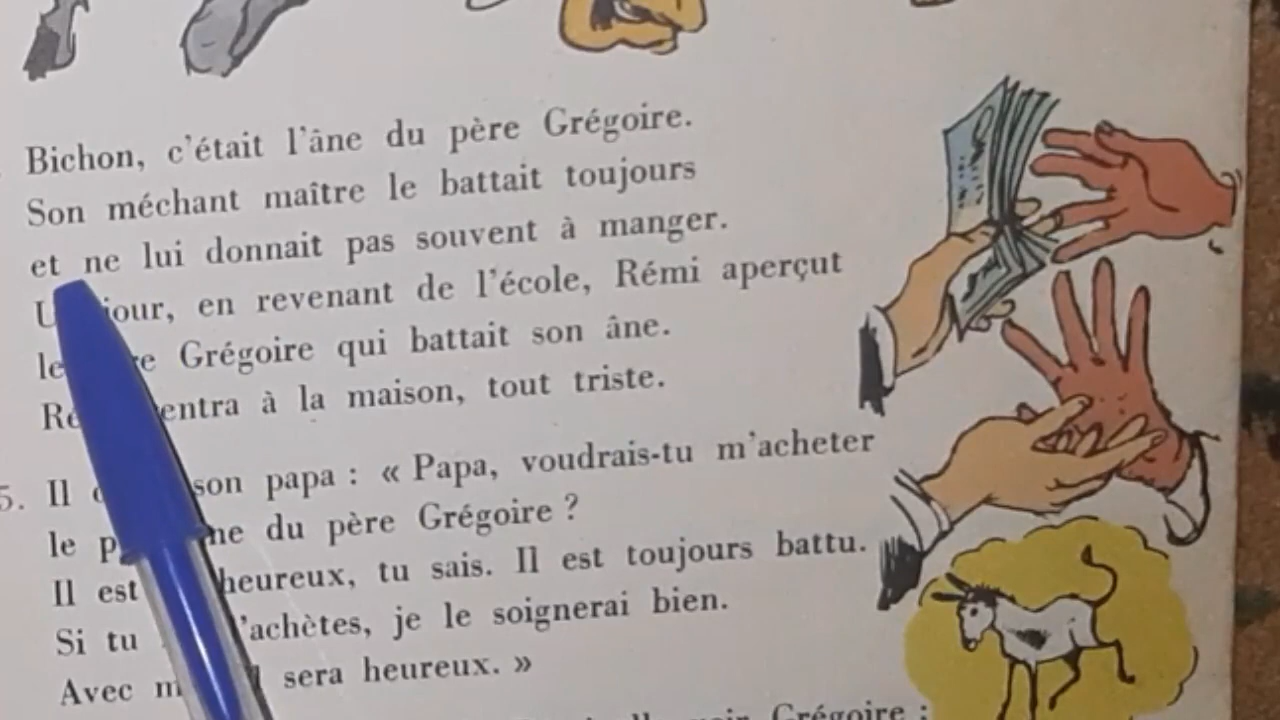 Bichon, c'était l'âne du père Grégoire.
Son méchant maître le battait toujours
et ne lui donnait pas souvent à manger.
jour, en revenant de l'école, Rémi aperçut
le Grégoire qui battait son âne.
à la maison, tout triste.
5. Il son papa : « Papa, voudrais-tu m'acheter
le du père Grégoire ?
Il est tu sais. Il est toujours battu.
Si tu l'achètes, je le soignerai bien.
Avec sera heureux. »
Grégoire :